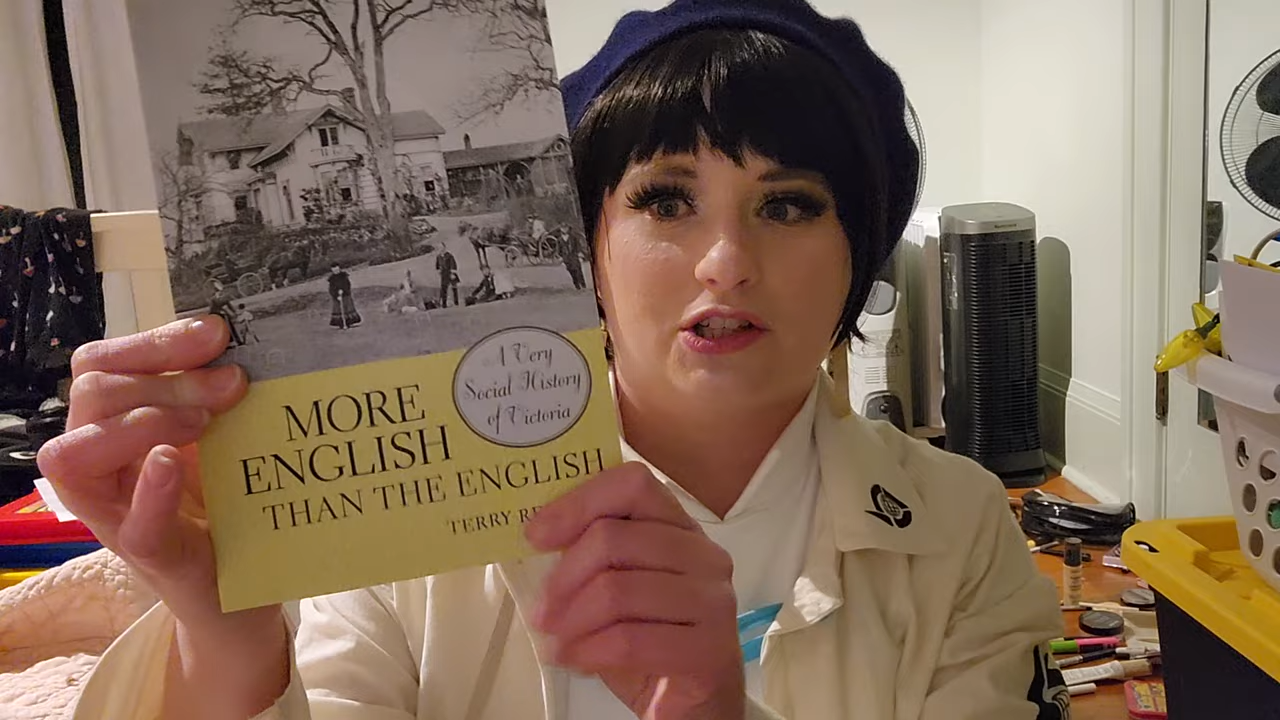 A Very
Social History
of Victoria
MORE
ENGLISH
THAN THE ENGLISH
TERRY